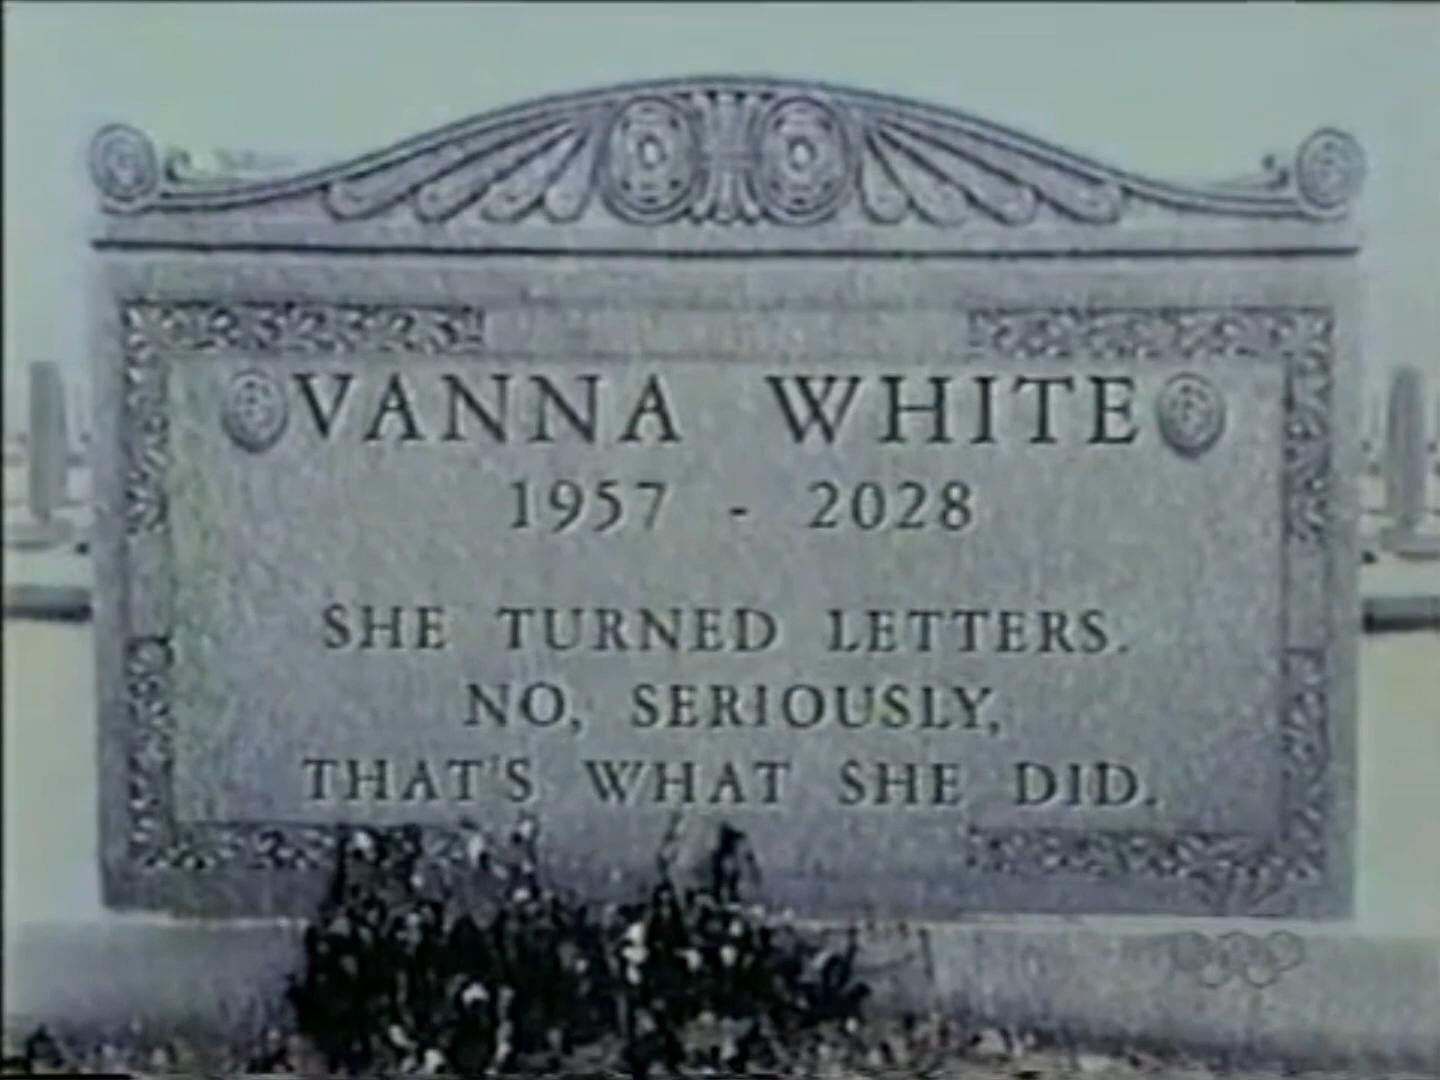 VANNA WHITE
1957 - 2028
SHE TURNED LETTERS.
NO, SERIOUSLY,
THAT'S WHAT SHE DID.